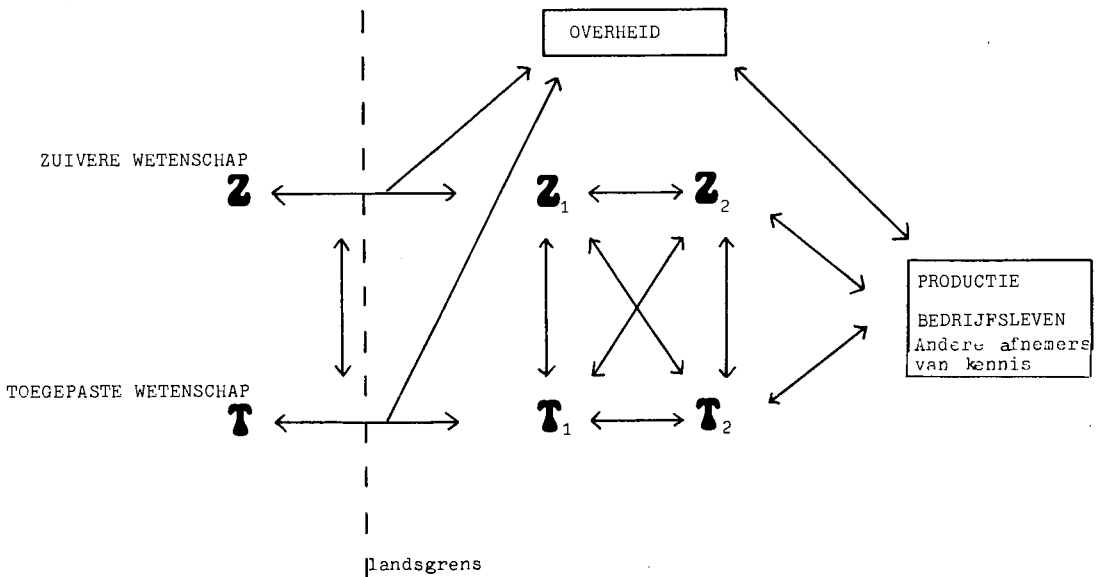 OVERHEID
ZUIVERE WETENSCHAP
Z
Z1
Z2
PRODUCTIE
BEDRIJFSLEVEN
Andere afnemers
van kennis
TOEGEPASTE WETENSCHAP
T
T1
T2
landsgrens